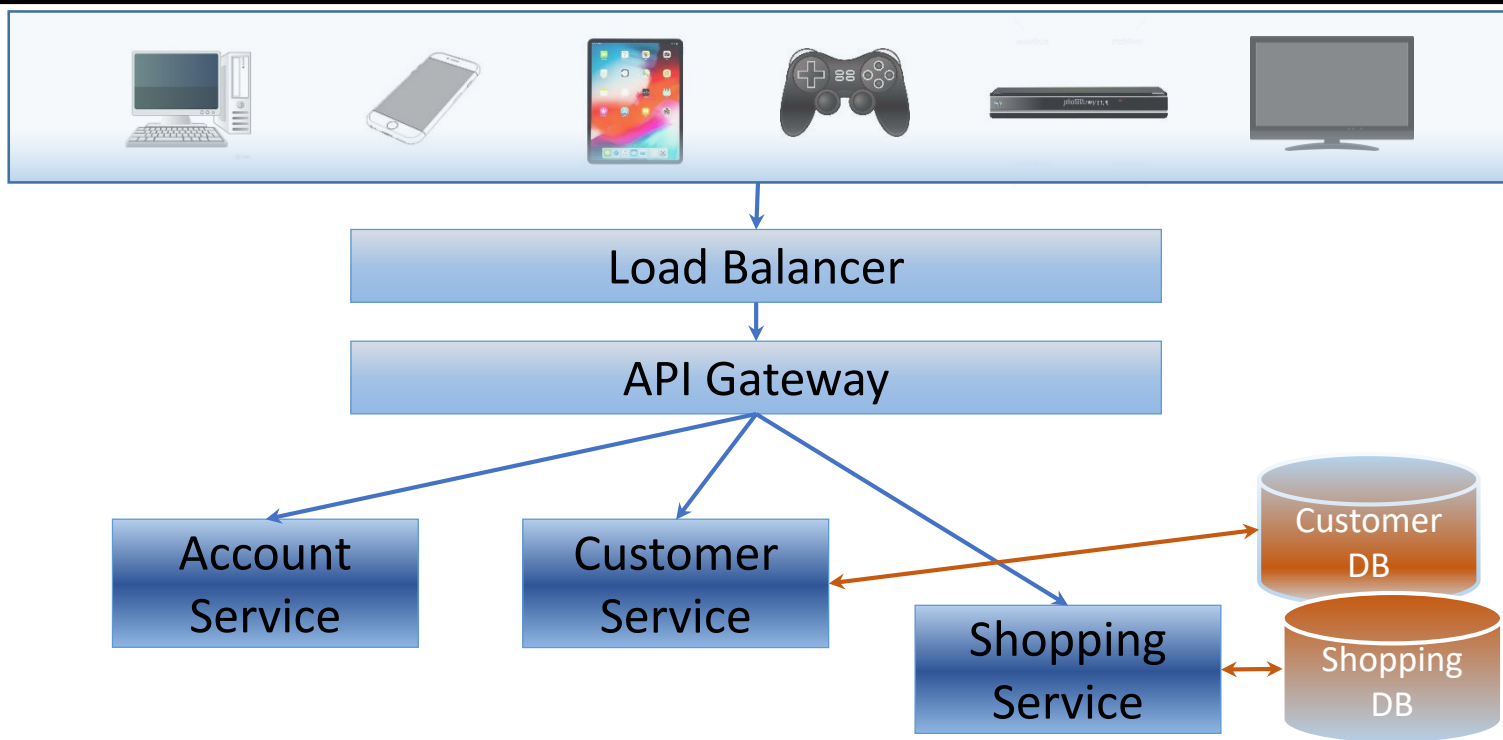 Load Balancer
API Gateway
Account
Service
Customer
Service
Shopping
Service
Customer
DB
Shopping
DB